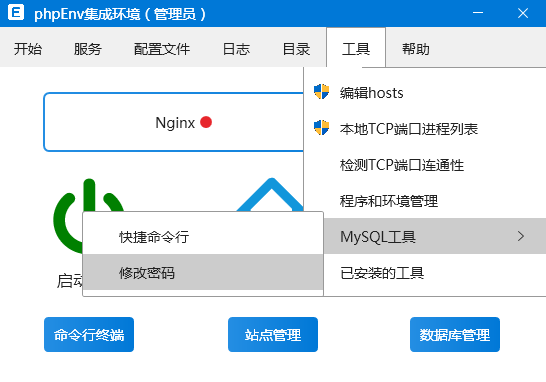 phpEnv集成环境（管理员）
开始 服务 配置文件 日志 目录 工具 帮助
编辑hosts
Nginx
本地TCP端口进程列表
检测TCP端口连通性
程序和环境管理
MySQL工具
快捷命令行
修改密码
已安装的工具
启动
命令行终端 站点管理 数据库管理